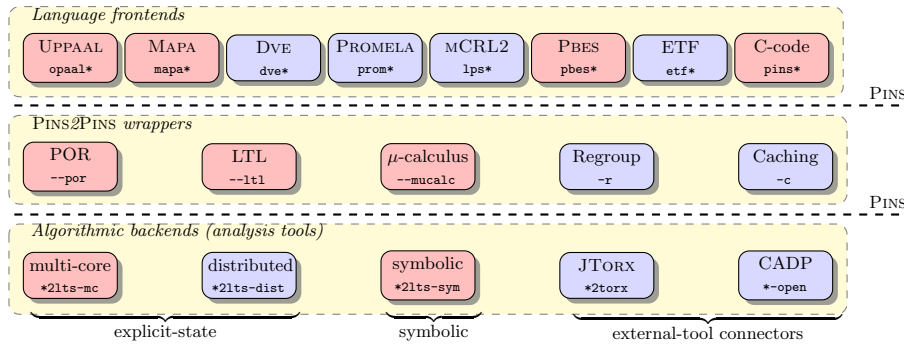 Language frontends
UPPAAL MAPA DVE PROMELA MCRL2 PBES ETF C-code
opaal* mapa* dve* prom* lps* pbes* etf* pins*
PINS
PINS2PINS wrappers
POR LTL μ-calculus Regroup Caching
--por --ltl --mucalc -r -c
PINS
Algorithmic backends (analysis tools)
multi-core distributed symbolic JTORX CADP
*2lts-mc *2lts-dist *2lts-sym *2torx *-open
explicit-state symbolic external-tool connectors